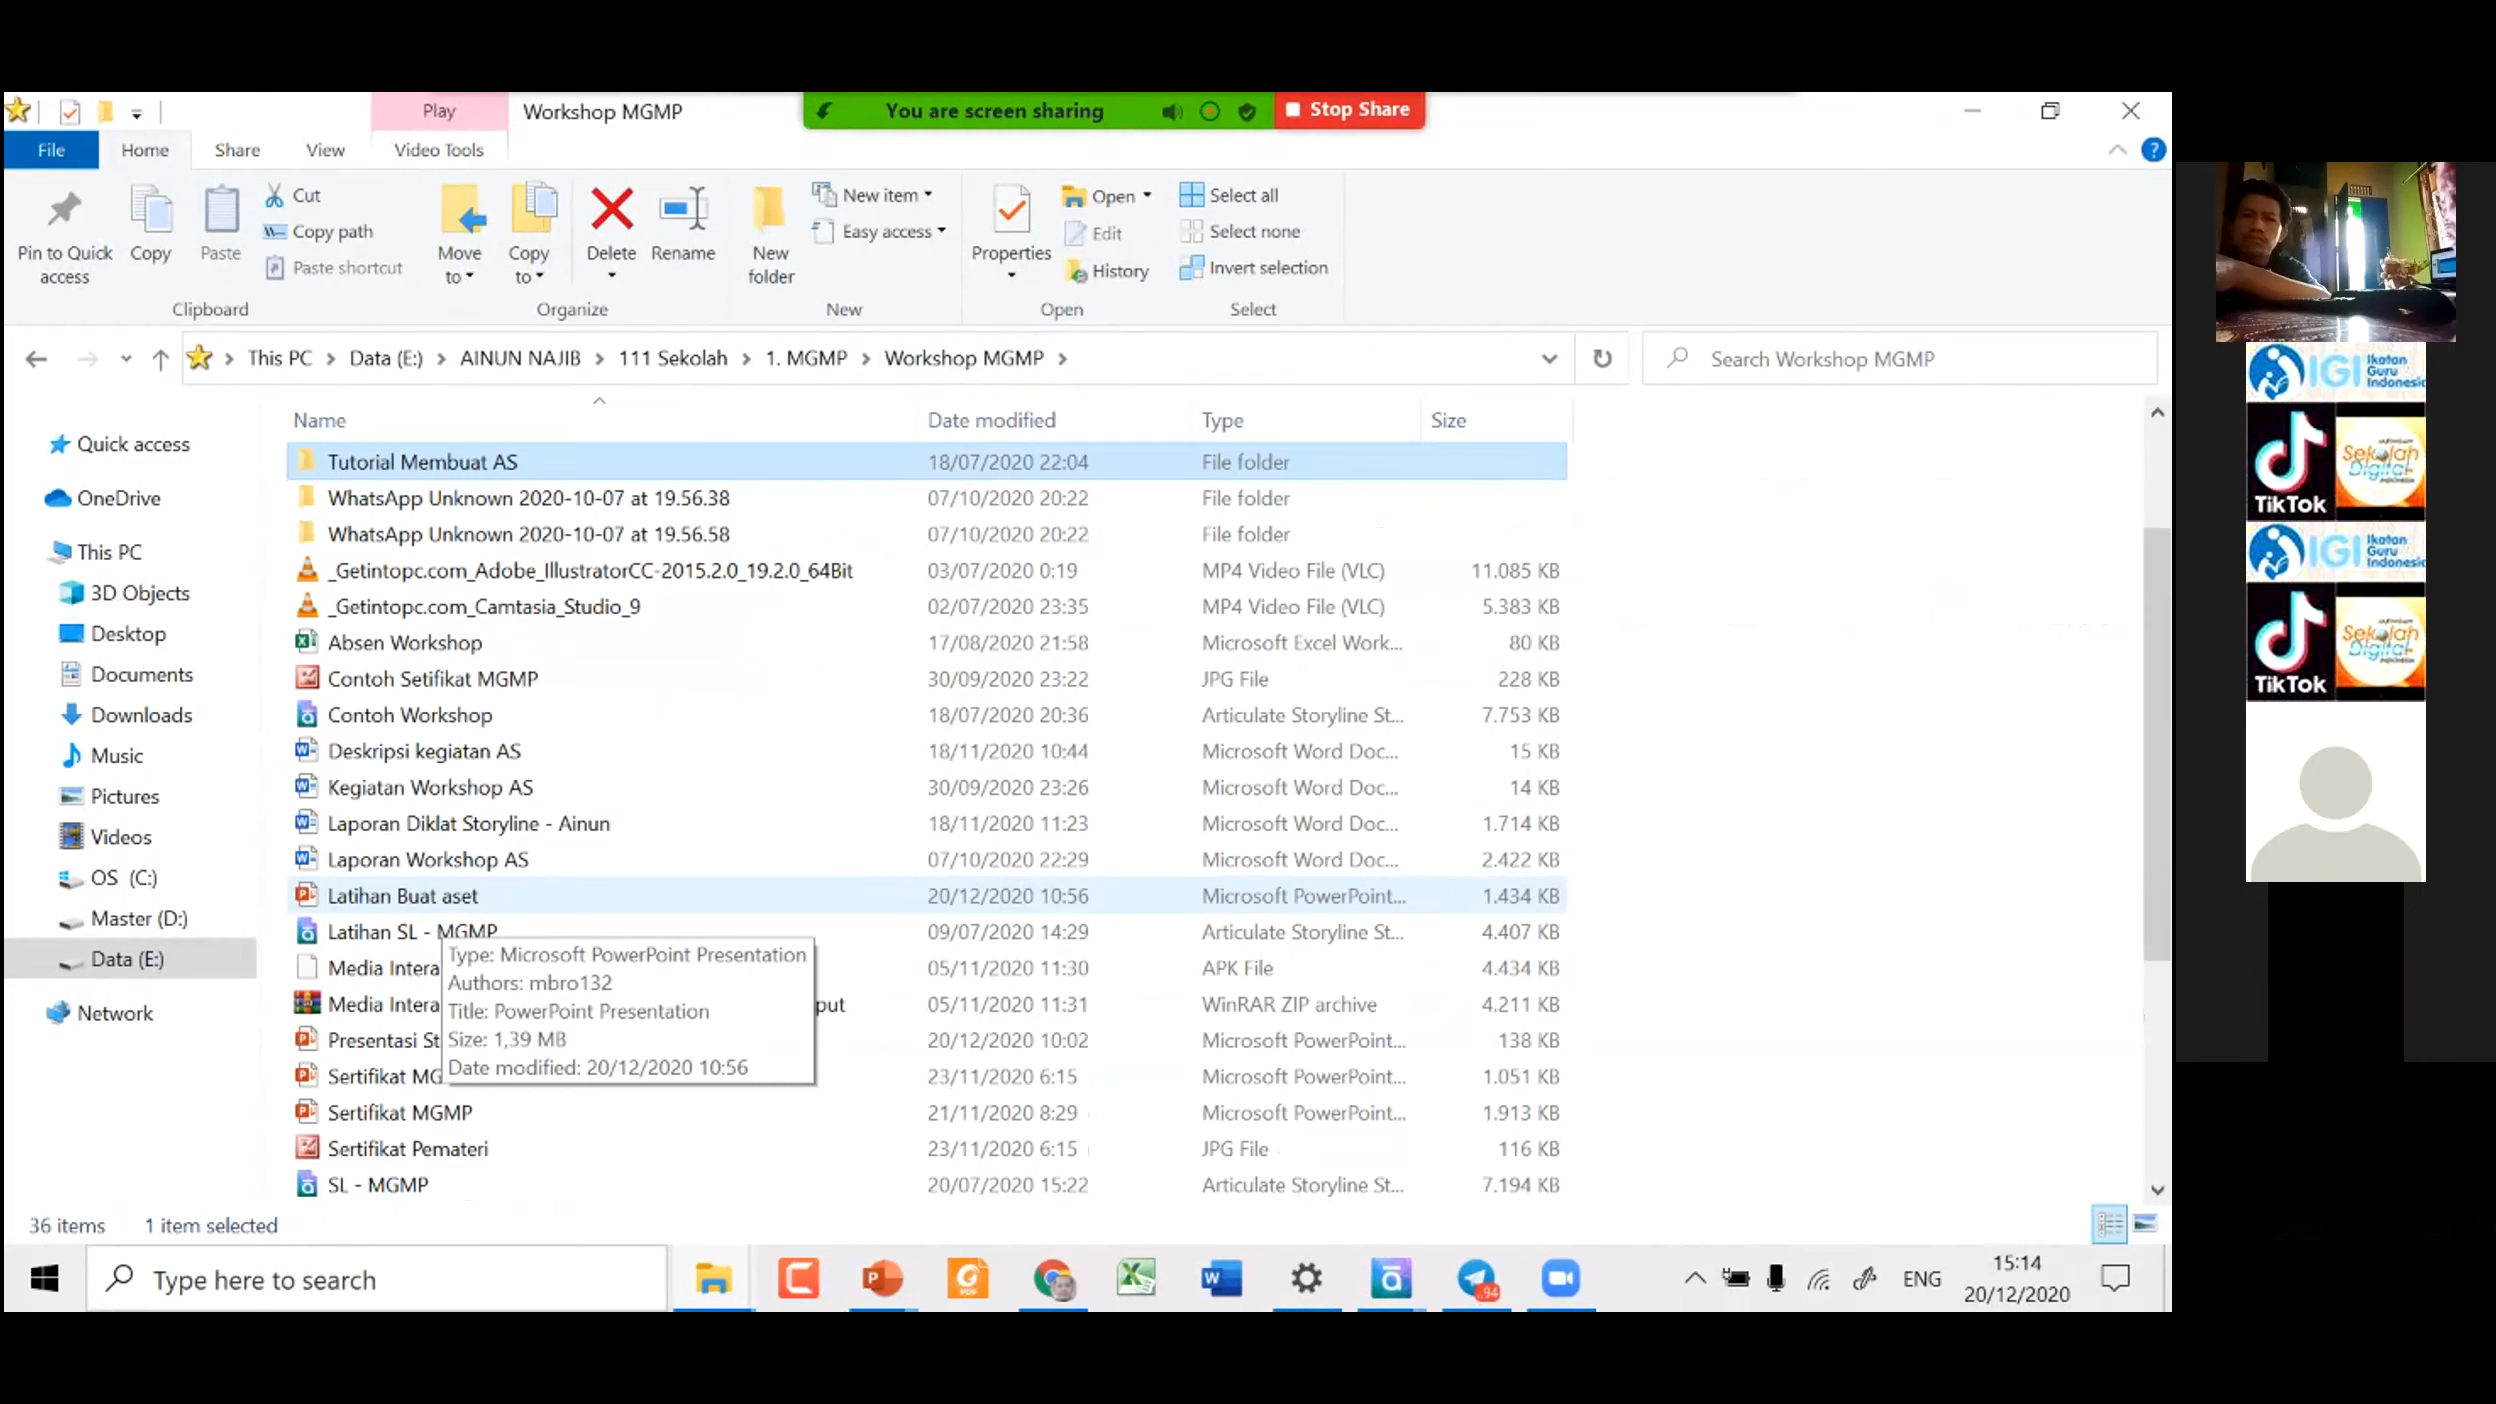 Play
Workshop MGMP
You are screen sharing
Stop Share
File
Home
Share
View
Video Tools
Pin to Quick access
Copy
Paste
Cut
Copy path
Paste shortcut
Clipboard
Move to
Copy to
Delete
Rename
Organize
New folder
New item
Easy access
New
Properties
Open
Edit
History
Open
Select all
Select none
Invert selection
Select
This PC
Data (E:)
AINUN NAJIB
111 Sekolah
1. MGMP
Workshop MGMP
Search Workshop MGMP
Quick access
OneDrive
This PC
3D Objects
Desktop
Documents
Downloads
Music
Pictures
Videos
OS (C:)
Master (D:)
Data (E:)
Network
Name Date modified Type Size
Tutorial Membuat AS 18/07/2020 22:04 File folder
WhatsApp Unknown 2020-10-07 at 19.56.38 07/10/2020 20:22 File folder
WhatsApp Unknown 2020-10-07 at 19.56.58 07/10/2020 20:22 File folder
_Getintopc.com_Adobe_IllustratorCC-2015.2.0_19.2.0_64Bit 03/07/2020 0:19 MP4 Video File (VLC) 11.085 KB
_Getintopc.com_Camtasia_Studio_9 02/07/2020 23:35 MP4 Video File (VLC) 5.383 KB
Absen Workshop 17/08/2020 21:58 Microsoft Excel Work... 80 KB
Contoh Setifikat MGMP 30/09/2020 23:22 JPG File 228 KB
Contoh Workshop 18/07/2020 20:36 Articulate Storyline St... 7.753 KB
Deskripsi kegiatan AS 18/11/2020 10:44 Microsoft Word Doc... 15 KB
Kegiatan Workshop AS 30/09/2020 23:26 Microsoft Word Doc... 14 KB
Laporan Diklat Storyline - Ainun 18/11/2020 11:23 Microsoft Word Doc... 1.714 KB
Laporan Workshop AS 07/10/2020 22:29 Microsoft Word Doc... 2.422 KB
Latihan Buat aset 20/12/2020 10:56 Microsoft PowerPoint... 1.434 KB
Latihan SL - MGMP 09/07/2020 14:29 Articulate Storyline St... 4.407 KB
Media Intera 05/11/2020 11:30 APK File 4.434 KB
Media Intera put 05/11/2020 11:31 WinRAR ZIP archive 4.211 KB
Presentasi St 20/12/2020 10:02 Microsoft PowerPoint... 138 KB
Sertifikat MG 23/11/2020 6:15 Microsoft PowerPoint... 1.051 KB
Sertifikat MGMP 21/11/2020 8:29 Microsoft PowerPoint... 1.913 KB
Sertifikat Pemateri 23/11/2020 6:15 JPG File 116 KB
SL - MGMP 20/07/2020 15:22 Articulate Storyline St... 7.194 KB
Type: Microsoft PowerPoint Presentation
Authors: mbro132
Title: PowerPoint Presentation
Size: 1,39 MB
Date modified: 20/12/2020 10:56
36 items 1 item selected
Type here to search
94
ENG
15:14
20/12/2020
IGI Ikatan Guru Indonesia
TikTok
Sekolah Digital
IGI Ikatan Guru Indonesia
TikTok
Sekolah Digital